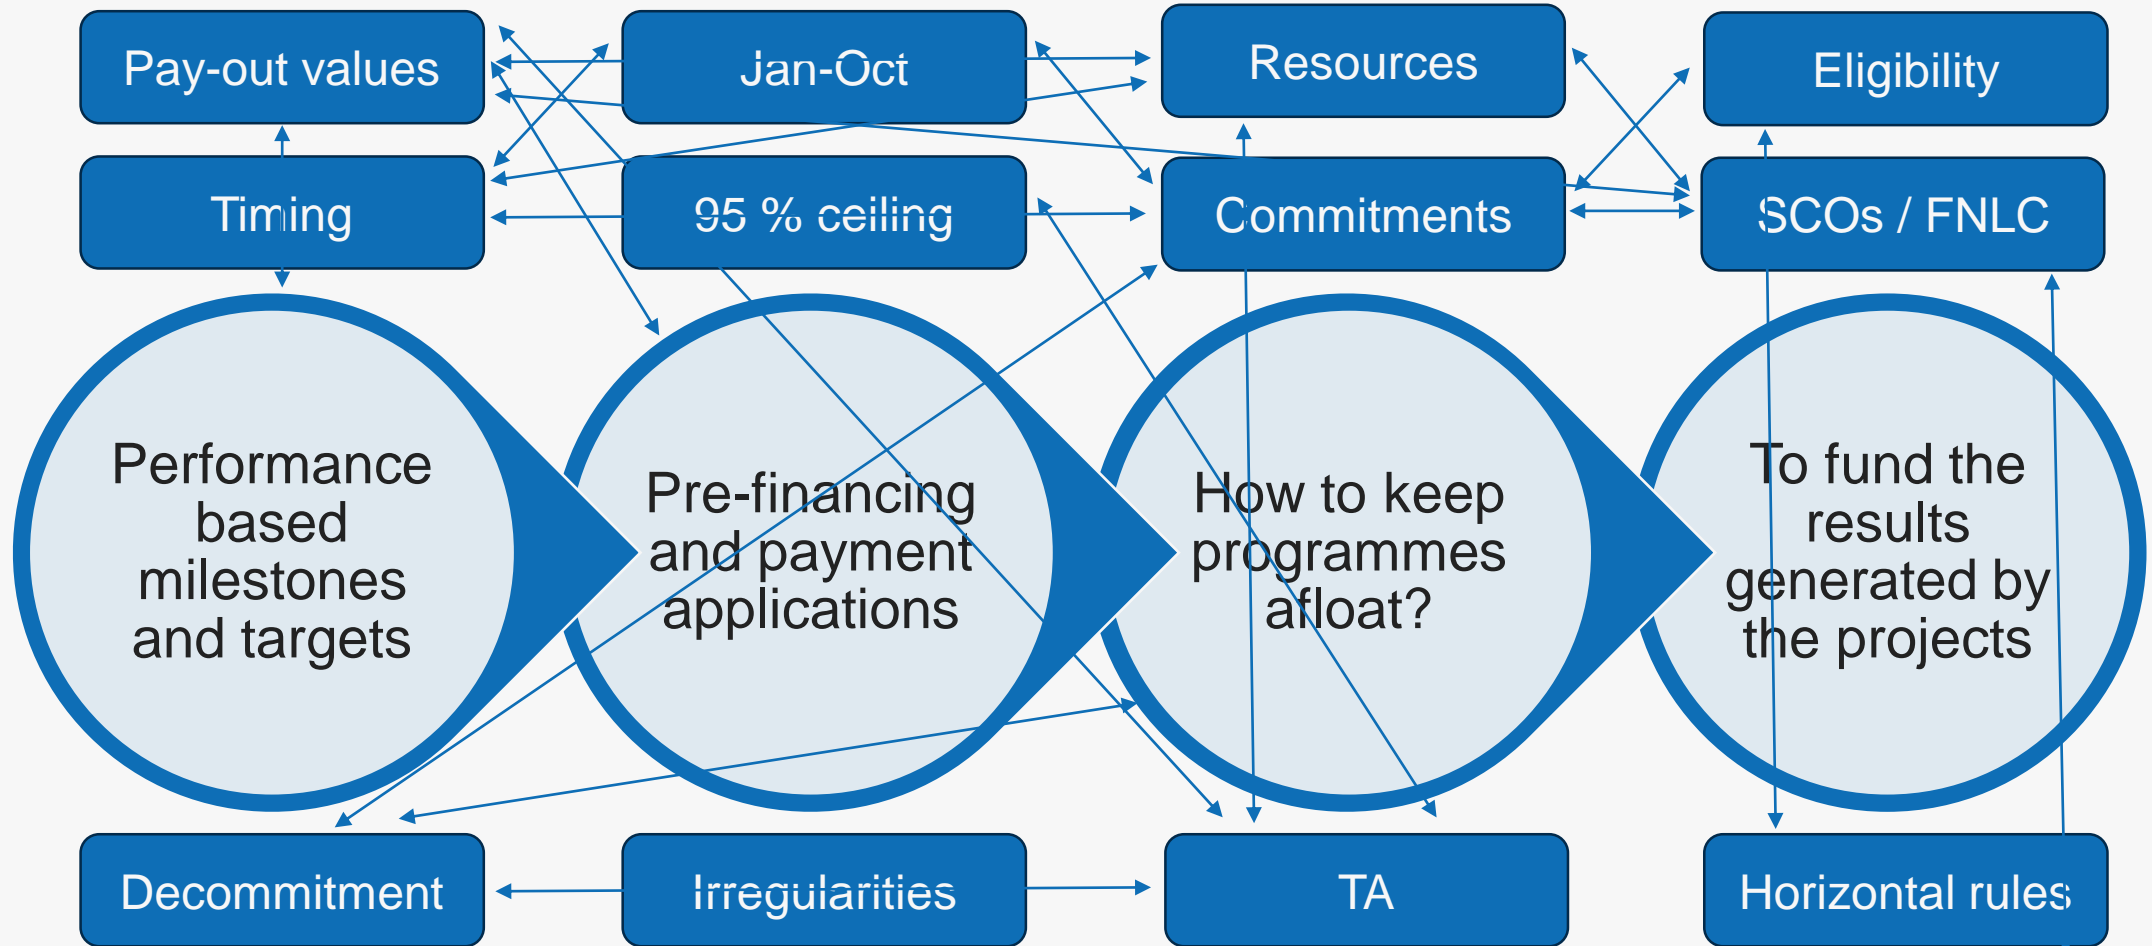 Pay-out values
Jan-Oct
Resources
Eligibility
Timing
95 % ceiling
Commitments
SCOs / FNLC
Performance
based
milestones
and targets
Pre-financing
and payment
applications
How to keep
programmes
afloat?
To fund the
results
generated by
the projects
Decommitment
Irregularities
TA
Horizontal rules